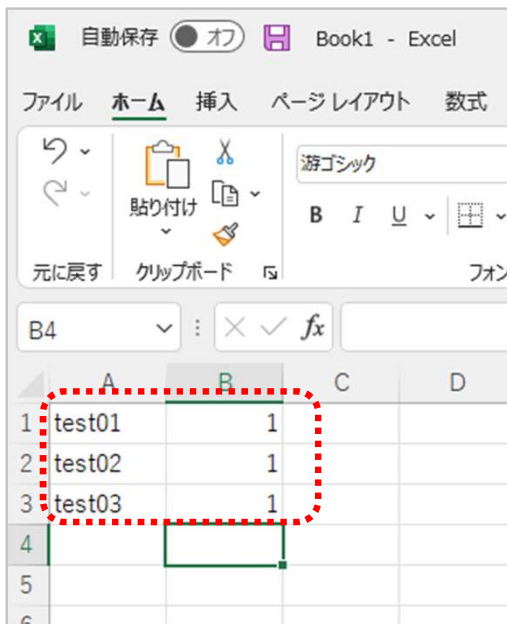 自動保存 オフ Book1 - Excel
ファイル ホーム 挿入 ページ レイアウト 数式
貼り付け
游ゴシック
B I U
元に戻す クリップボード フォン
B4 fx
A B C D
1 test01 1
2 test02 1
3 test03 1
4
5
6